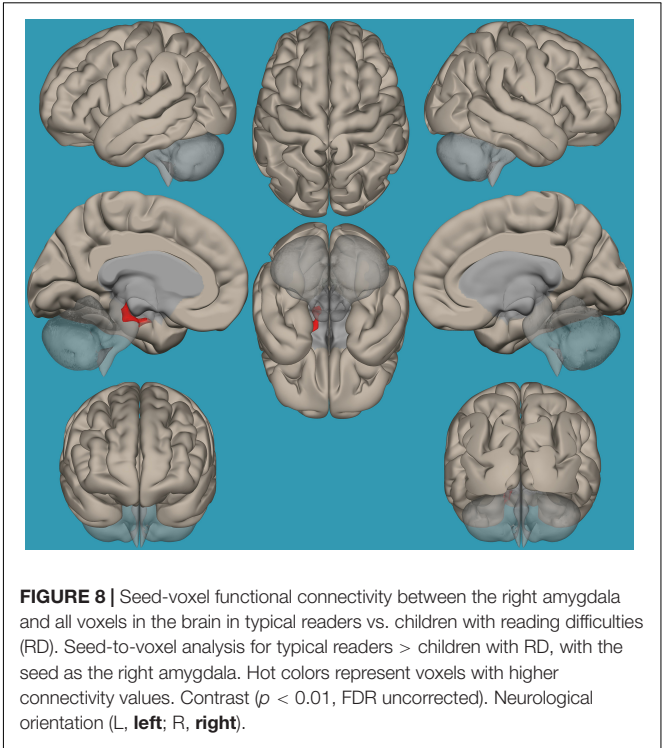 FIGURE 8 | Seed-voxel functional connectivity between the right amygdala
and all voxels in the brain in typical readers vs. children with reading difficulties
(RD). Seed-to-voxel analysis for typical readers > children with RD, with the
seed as the right amygdala. Hot colors represent voxels with higher
connectivity values. Contrast (p < 0.01, FDR uncorrected). Neurological
orientation (L, left; R, right).